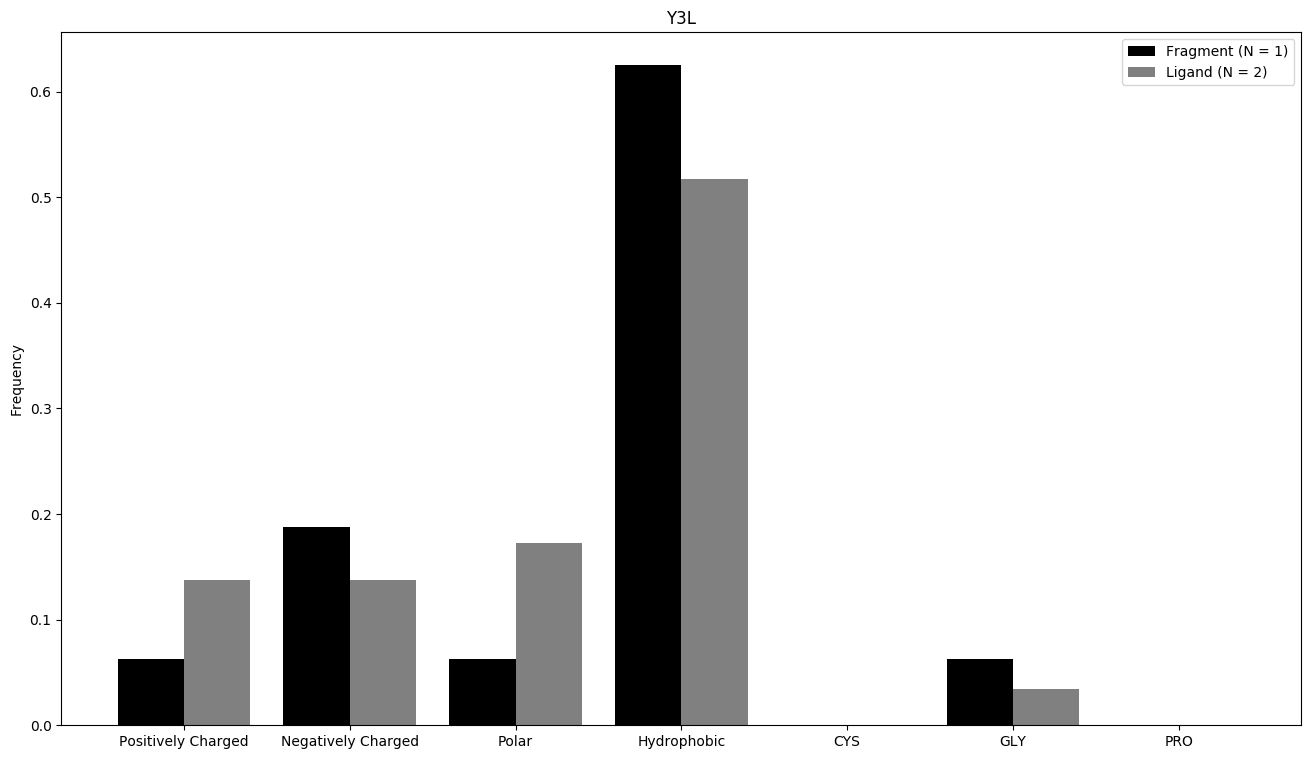 Y3L
Fragment (N = 1)
Ligand (N = 2)
Frequency
0.6
0.5
0.4
0.3
0.2
0.1
0.0
Positively Charged Negatively Charged Polar Hydrophobic CYS GLY PRO